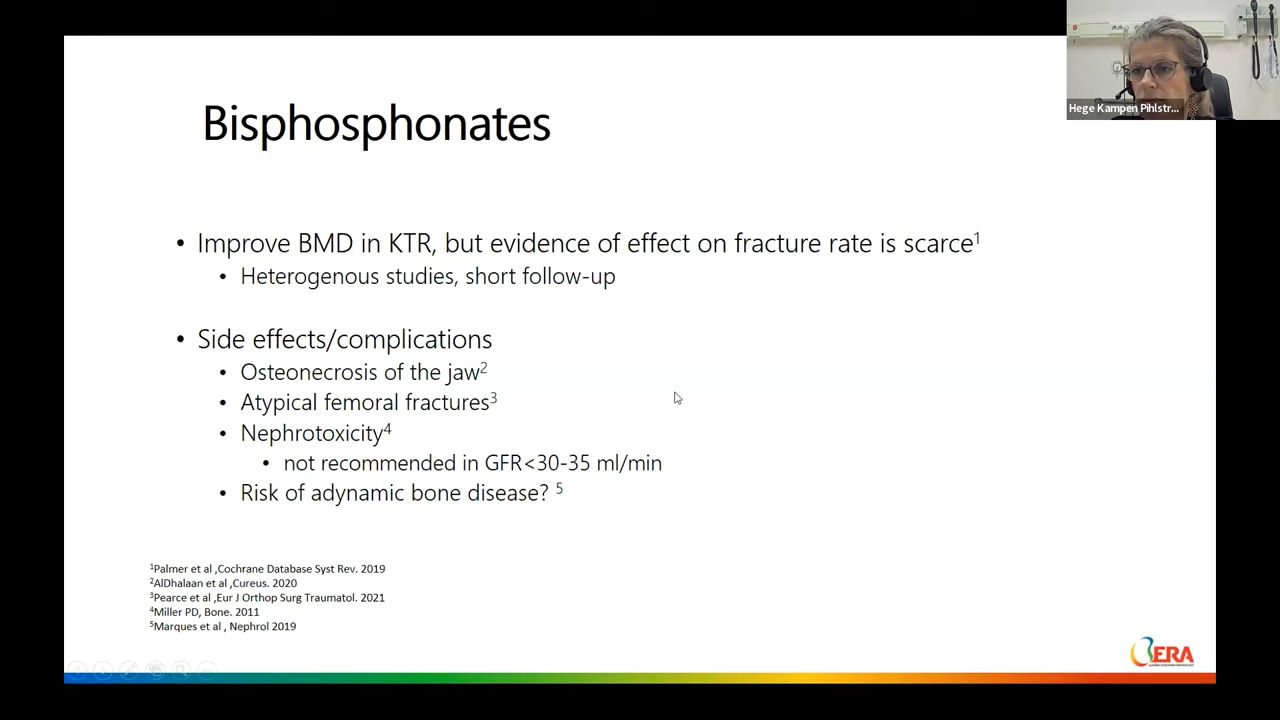 Hege Kampen Pihlstr...
Bisphosphonates
• Improve BMD in KTR, but evidence of effect on fracture rate is scarce¹
• Heterogenous studies, short follow-up
• Side effects/complications
• Osteonecrosis of the jaw²
• Atypical femoral fractures³
• Nephrotoxicity⁴
• not recommended in GFR<30-35 ml/min
• Risk of adynamic bone disease? ⁵
¹Palmer et al ,Cochrane Database Syst Rev. 2019
²AlDhalaan et al ,Cureus. 2020
³Pearce et al ,Eur J Orthop Surg Traumatol. 2021
⁴Miller PD, Bone. 2011
⁵Marques et al , Nephrol 2019
ERA